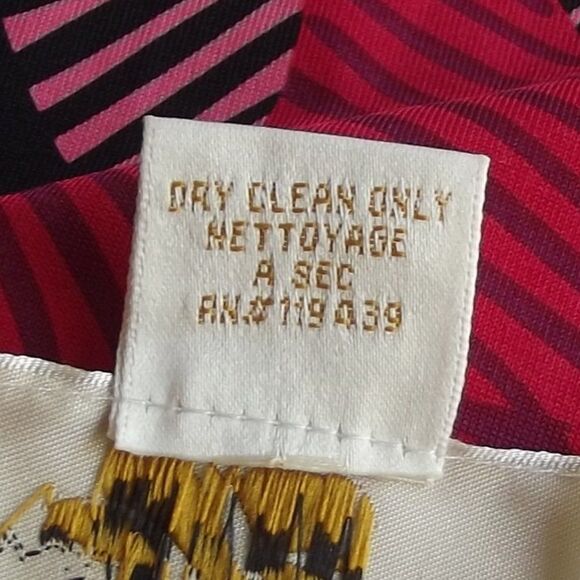 DRY CLEAN ONLY
NETTOYAGE
A SEC
RN# 119439